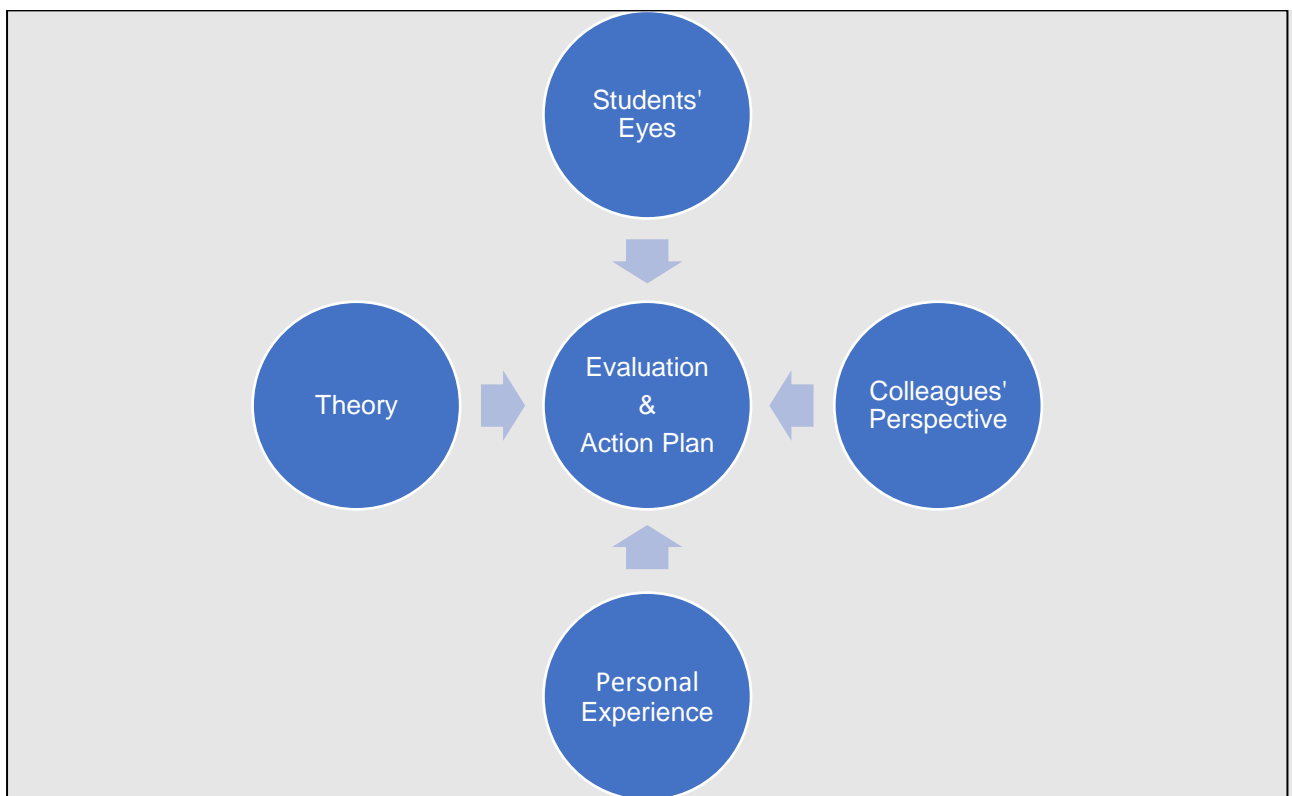 Students'
Eyes
Theory
Evaluation
&
Action Plan
Colleagues'
Perspective
Personal
Experience